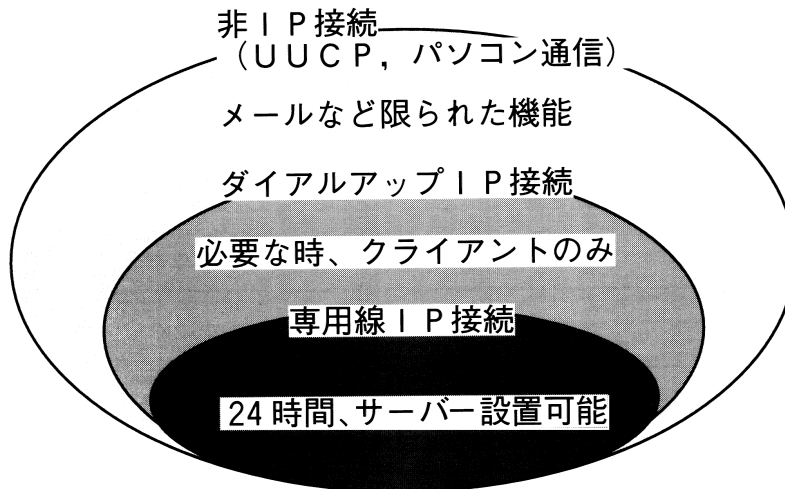 非ＩＰ接続
（ＵＵＣＰ，パソコン通信）
メールなど限られた機能
ダイアルアップＩＰ接続
必要な時、クライアントのみ
専用線ＩＰ接続
24時間、サーバー設置可能